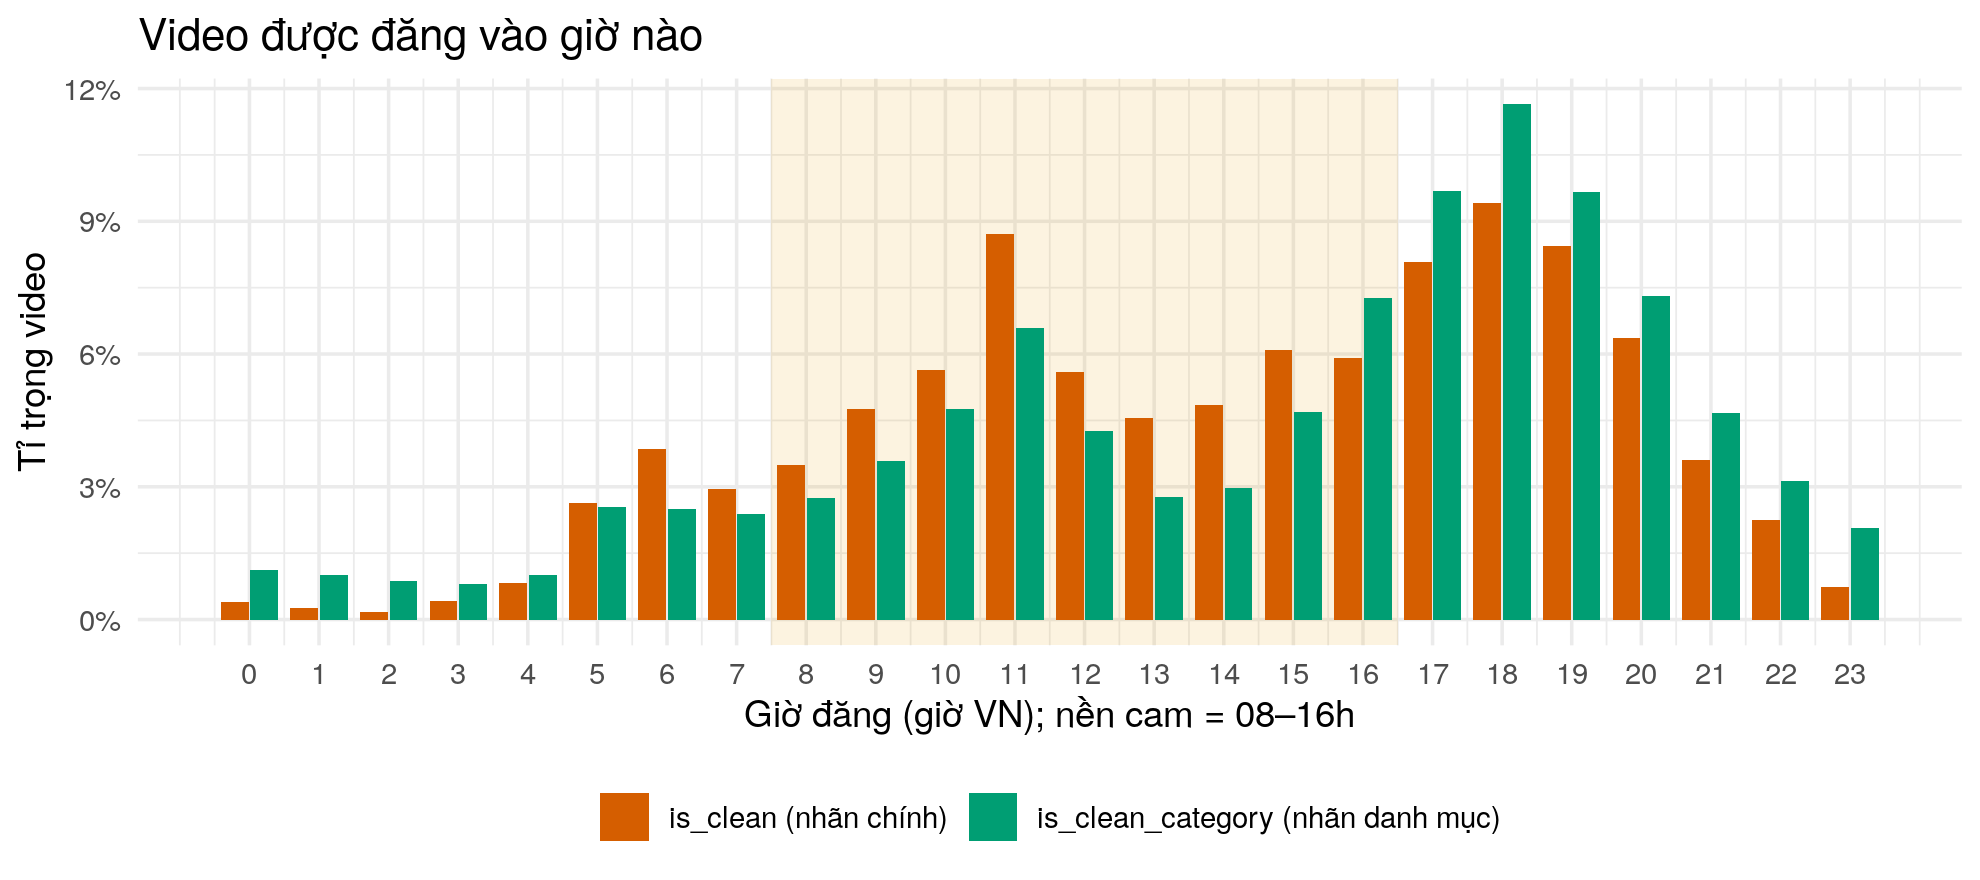 Video được đăng vào giờ nào
Tỉ trọng video
12%
9%
6%
3%
0%
0 1 2 3 4 5 6 7 8 9 10 11 12 13 14 15 16 17 18 19 20 21 22 23
Giờ đăng (giờ VN); nền cam = 08–16h
is_clean (nhãn chính) is_clean_category (nhãn danh mục)